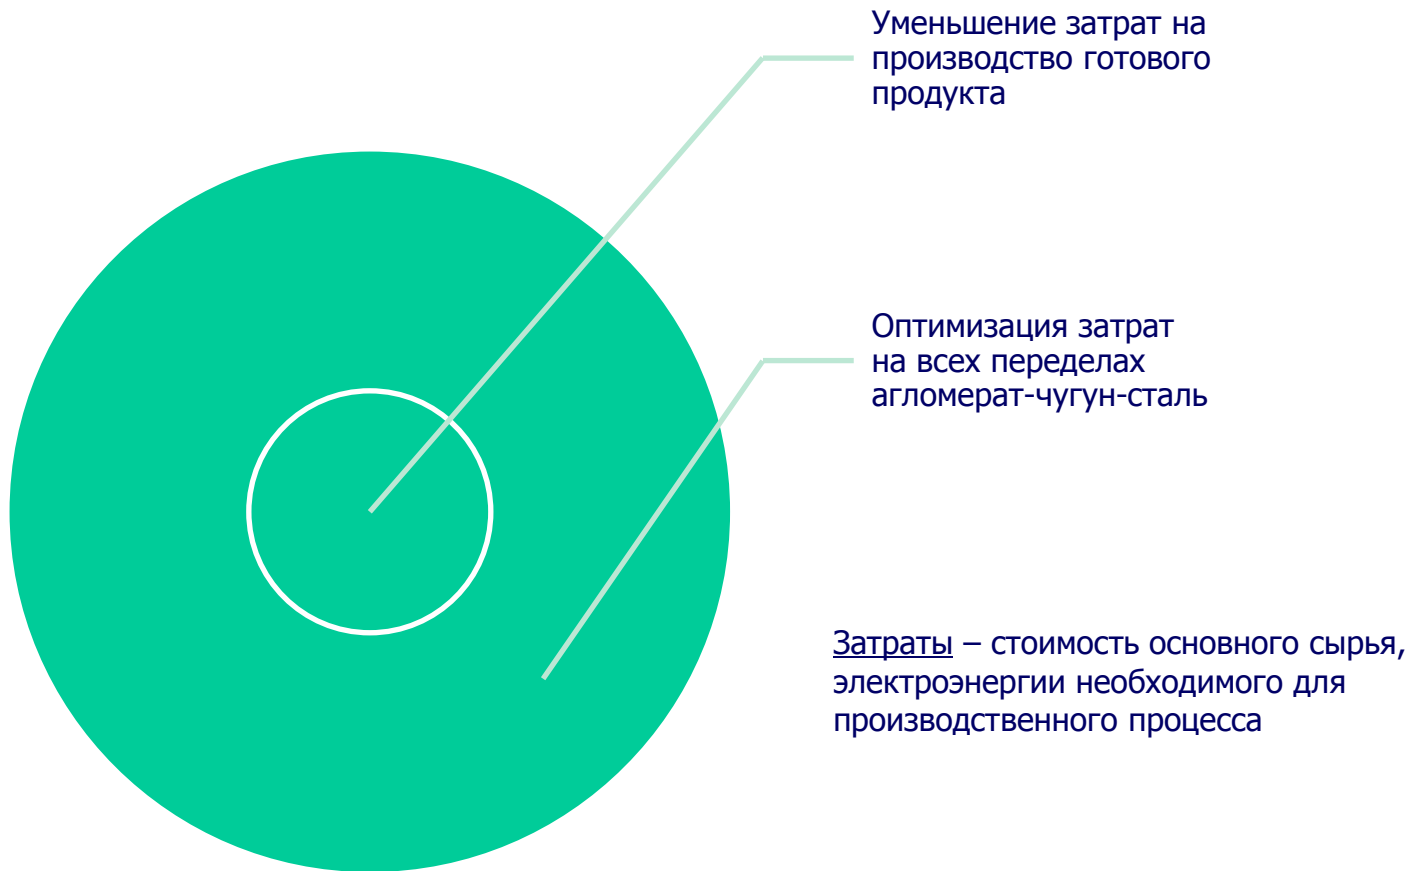 Уменьшение затрат на
производство готового
продукта
Оптимизация затрат
на всех переделах
агломерат-чугун-сталь
Затраты – стоимость основного сырья,
электроэнергии необходимого для
производственного процесса